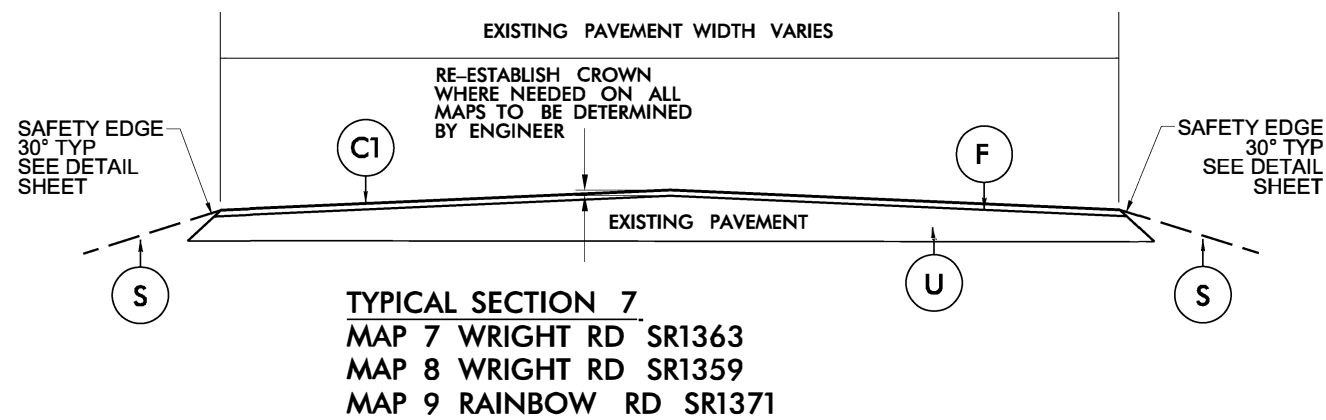 EXISTING PAVEMENT WIDTH VARIES
RE-ESTABLISH CROWN
WHERE NEEDED ON ALL
MAPS TO BE DETERMINED
BY ENGINEER
SAFETY EDGE
30° TYP
SEE DETAIL
SHEET
C1
F
SAFETY EDGE
30° TYP
SEE DETAIL
SHEET
EXISTING PAVEMENT
S
U
S
TYPICAL SECTION 7
MAP 7 WRIGHT RD SR1363
MAP 8 WRIGHT RD SR1359
MAP 9 RAINBOW RD SR1371